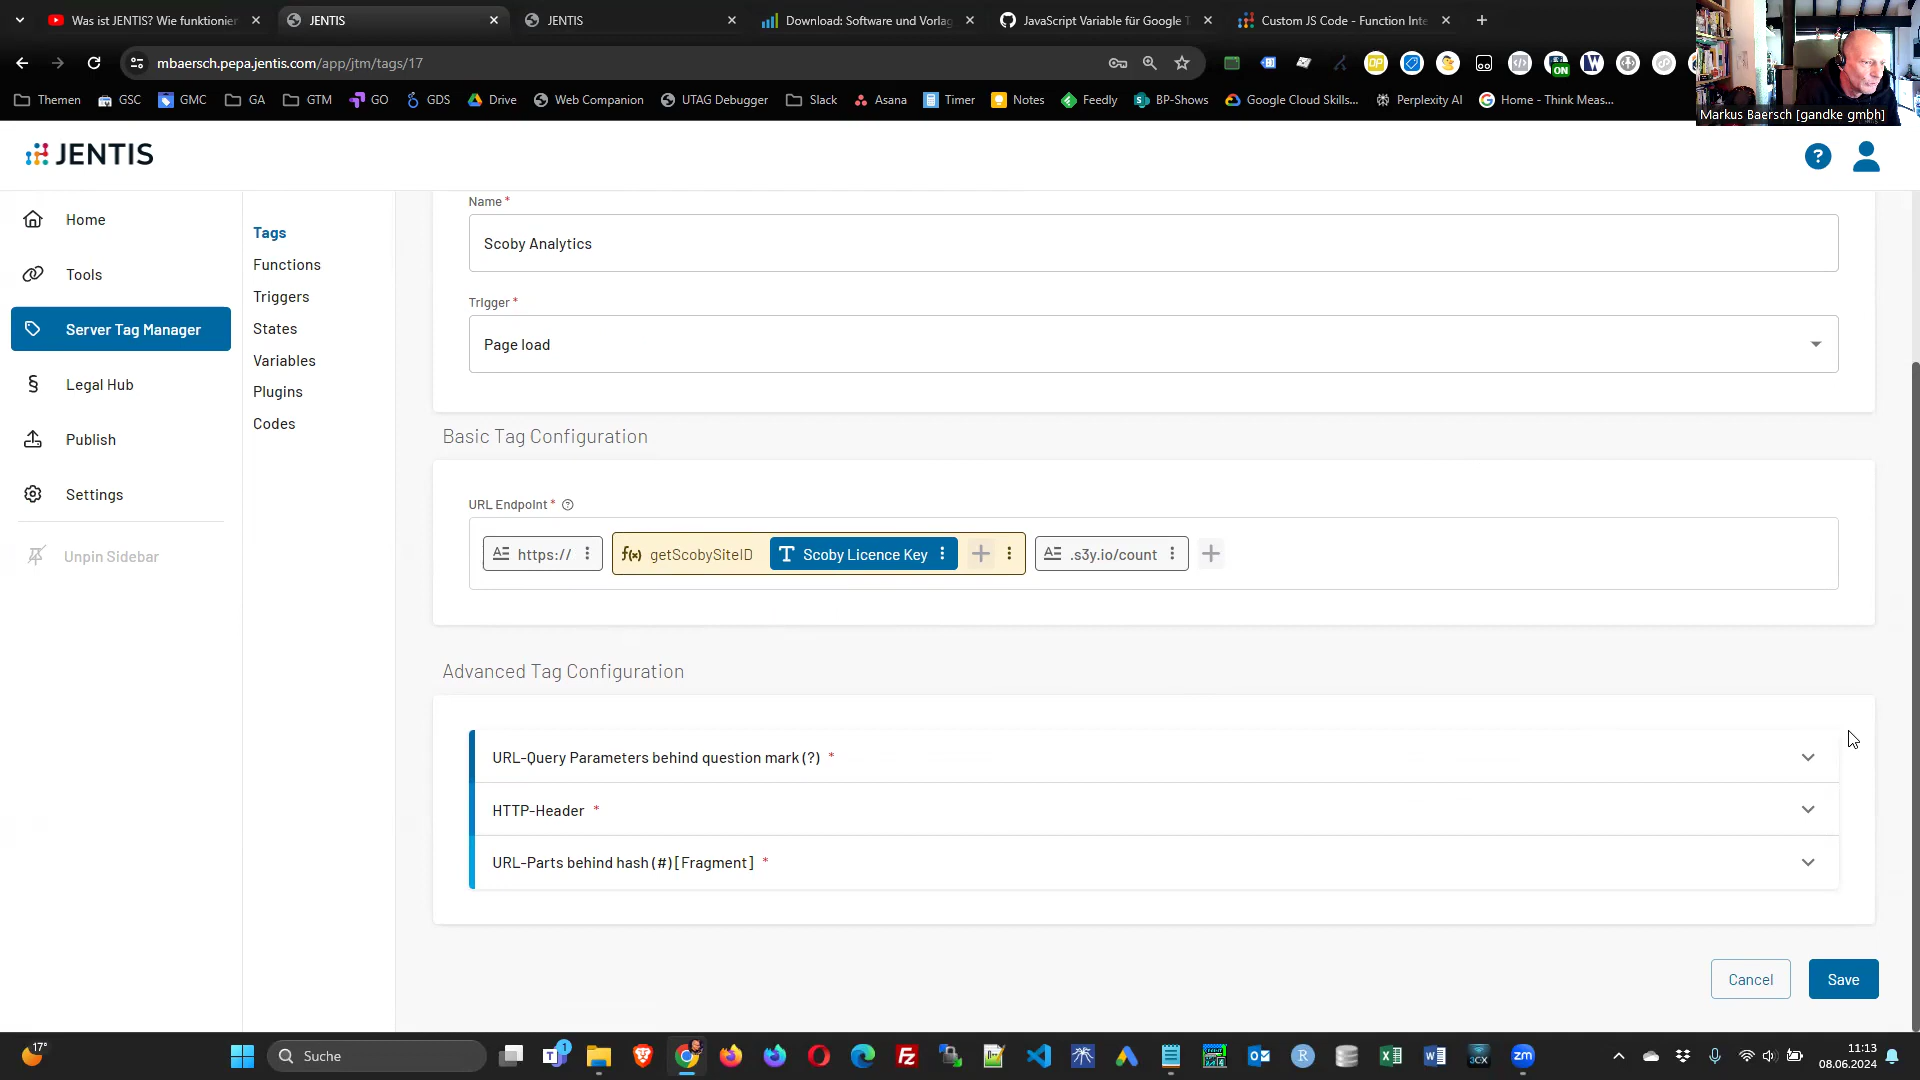 Was ist JENTIS? Wie funktionier
JENTIS
JENTIS
Download: Software und Vorlag
JavaScript Variable für Google T
Custom JS Code - Function Inte
mbaersch.pepa.jentis.com/app/jtm/tags/17
Themen
GSC
GMC
GA
GTM
GO
GDS
Drive
Web Companion
UTAG Debugger
Slack
Asana
Timer
Notes
Feedly
BP-Shows
Google Cloud Skills...
Perplexity AI
Home - Think Meas...
ON
Markus Baersch [gandke gmbh]
JENTIS
?
Home
Tools
Server Tag Manager
Legal Hub
Publish
Settings
Unpin Sidebar
Tags
Functions
Triggers
States
Variables
Plugins
Codes
Name *
Scoby Analytics
Trigger *
Page load
Basic Tag Configuration
URL Endpoint *
https://
f(x) getScobySiteID
T Scoby Licence Key
.s3y.io/count
Advanced Tag Configuration
URL-Query Parameters behind question mark (?) *
HTTP-Header *
URL-Parts behind hash (#) [Fragment] *
Cancel
Save
17°
Suche
1
3CX
zm
11:13
08.06.2024